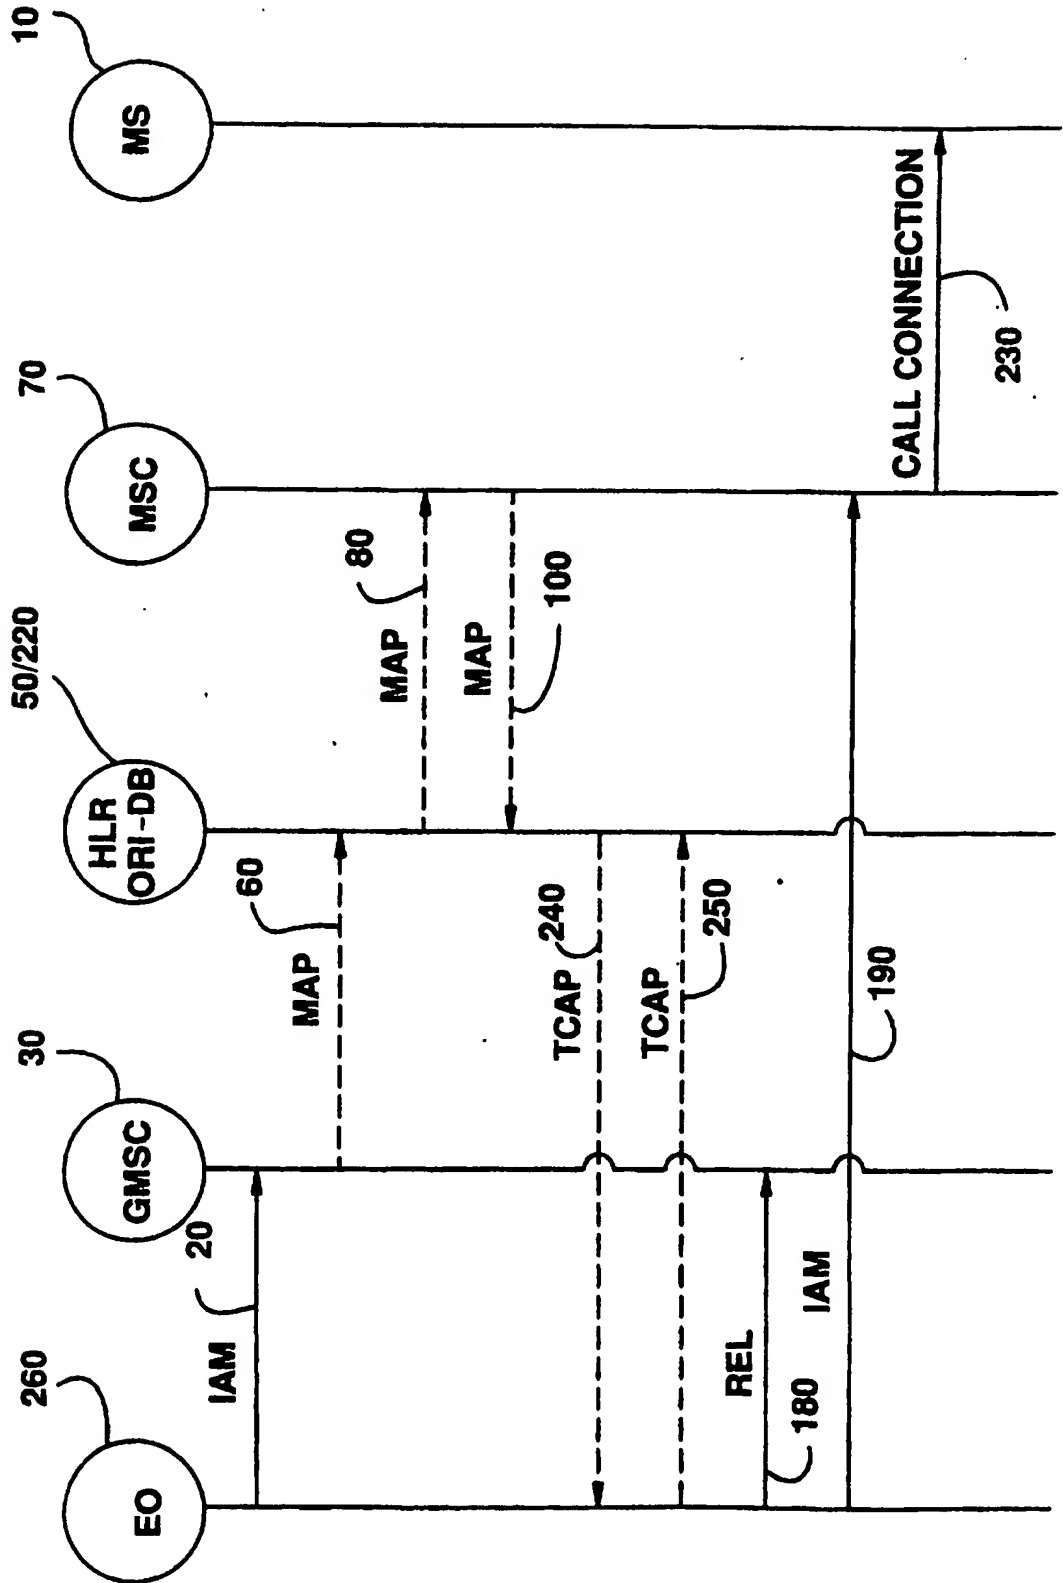 260
EO
30
GMSC
50/220
HLR
ORI-DB
70
MSC
10
MS
IAM
20
MAP
60
MAP
80
MAP
100
TCAP
240
TCAP
250
REL
180
IAM
190
CALL CONNECTION
230